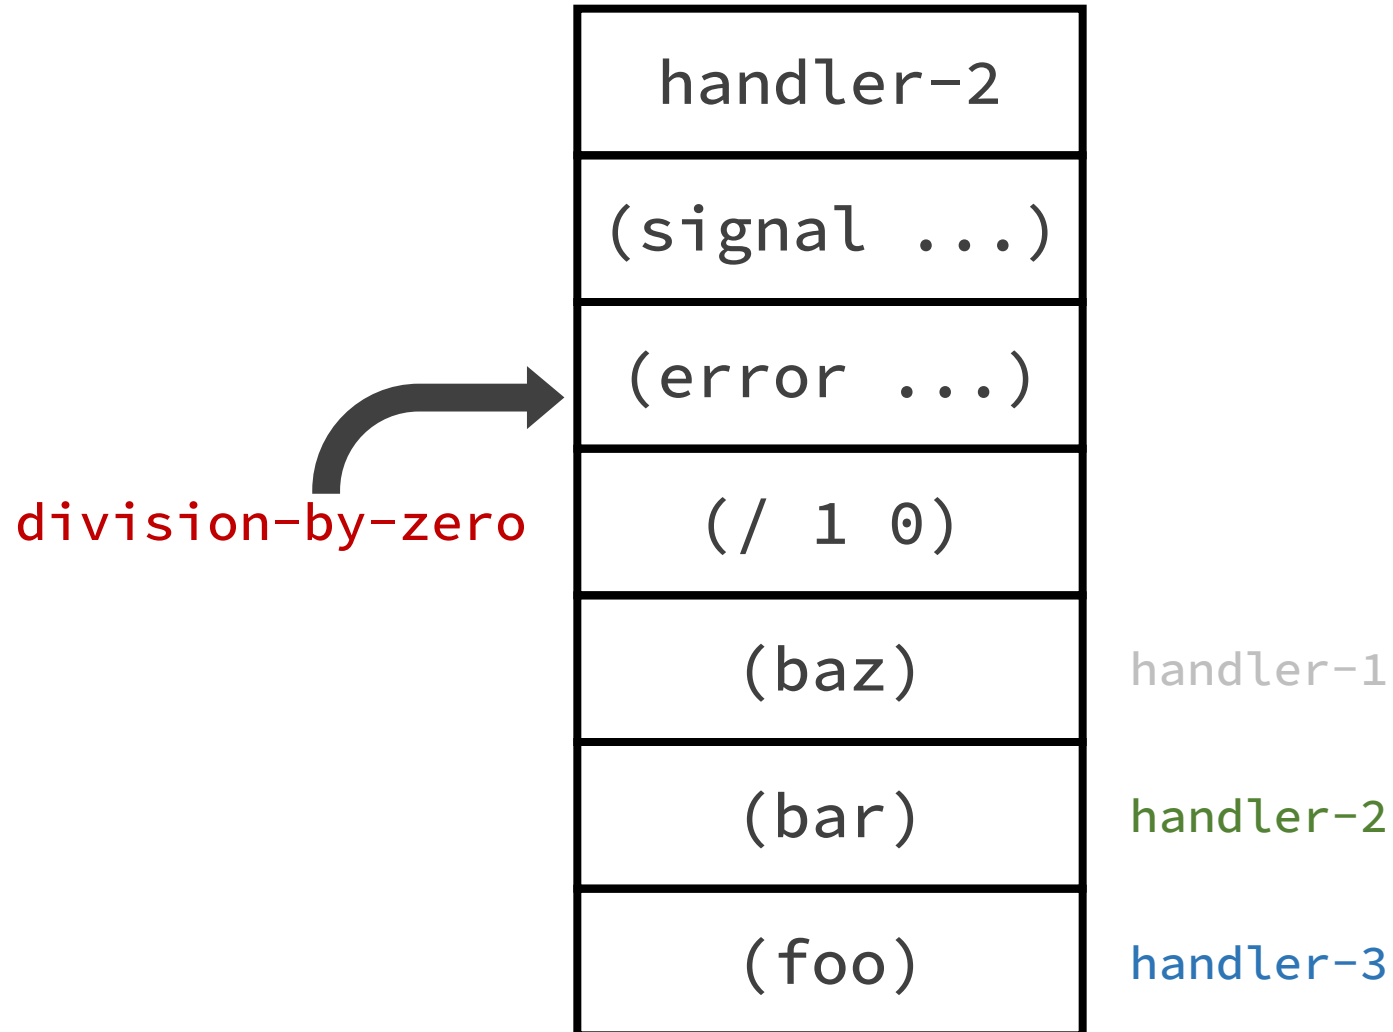 handler-2
(signal ...)
(error ...)
division-by-zero
(/ 1 0)
(baz)
handler-1
(bar)
handler-2
(foo)
handler-3